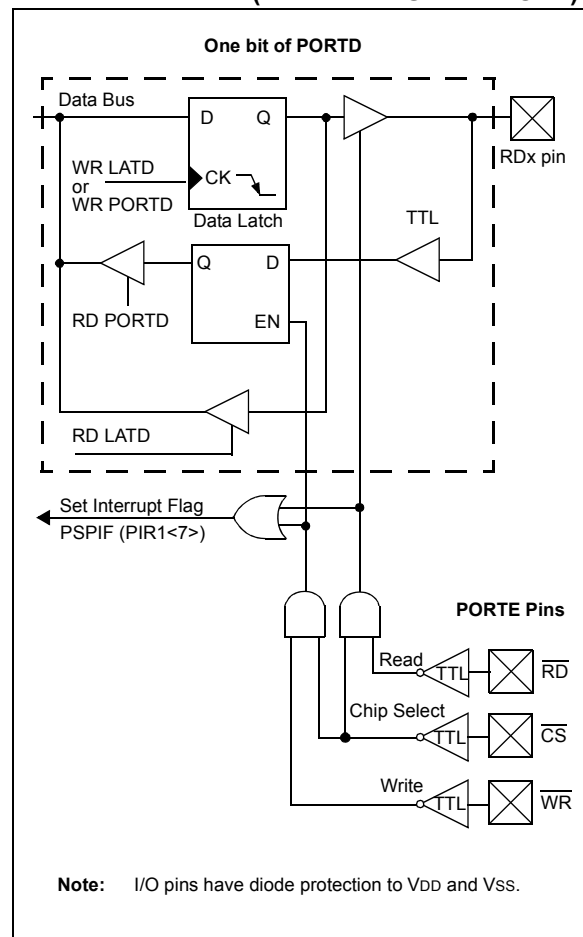 One bit of PORTD
Data Bus
D Q
RDx pin
WR LATD
or
WR PORTD
CK
Data Latch
TTL
Q D
EN
RD PORTD
RD LATD
Set Interrupt Flag
PSPIF (PIR1<7>)
PORTE Pins
Read
TTL
RD
Chip Select
TTL
CS
Write
TTL
WR
Note: I/O pins have diode protection to VDD and VSS.